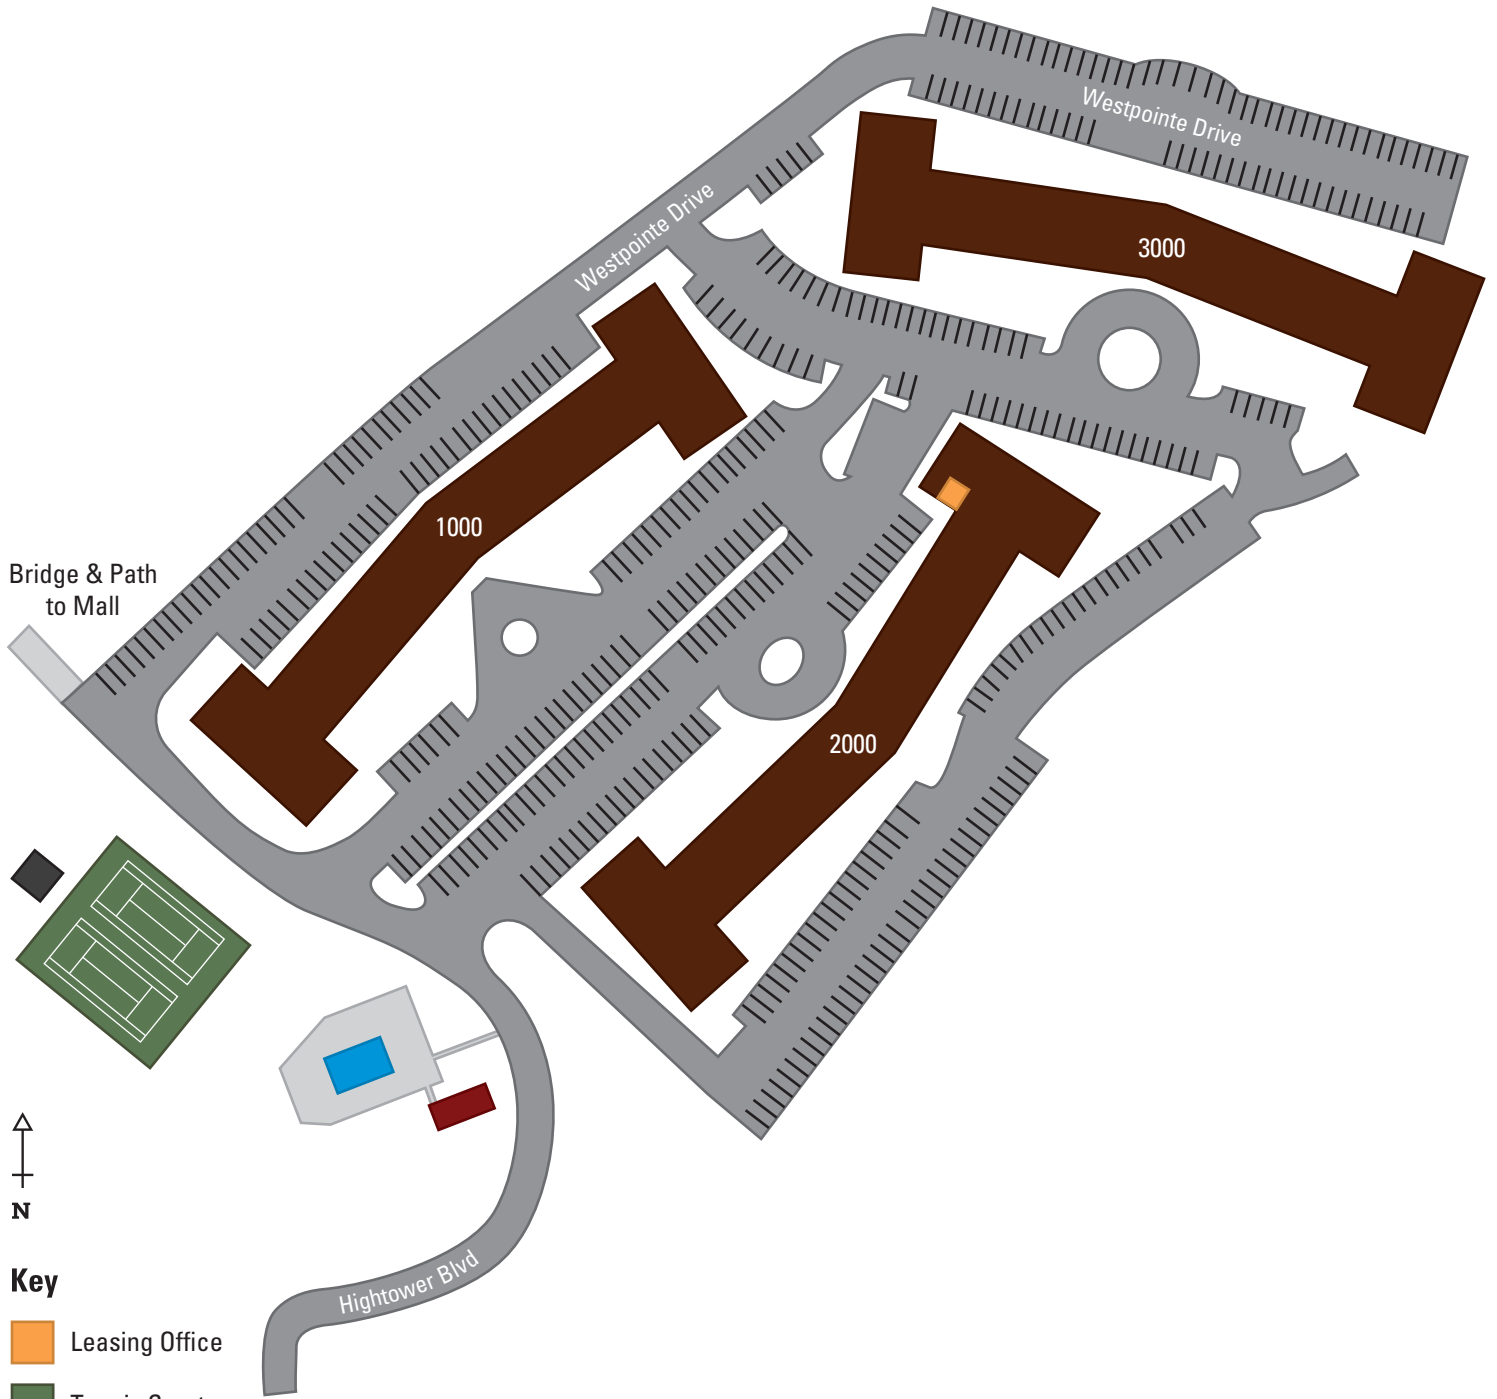 Westpointe Drive
Westpointe Drive
3000
1000
Bridge & Path
to Mall
2000
N
Hightower Blvd
Key
Leasing Office